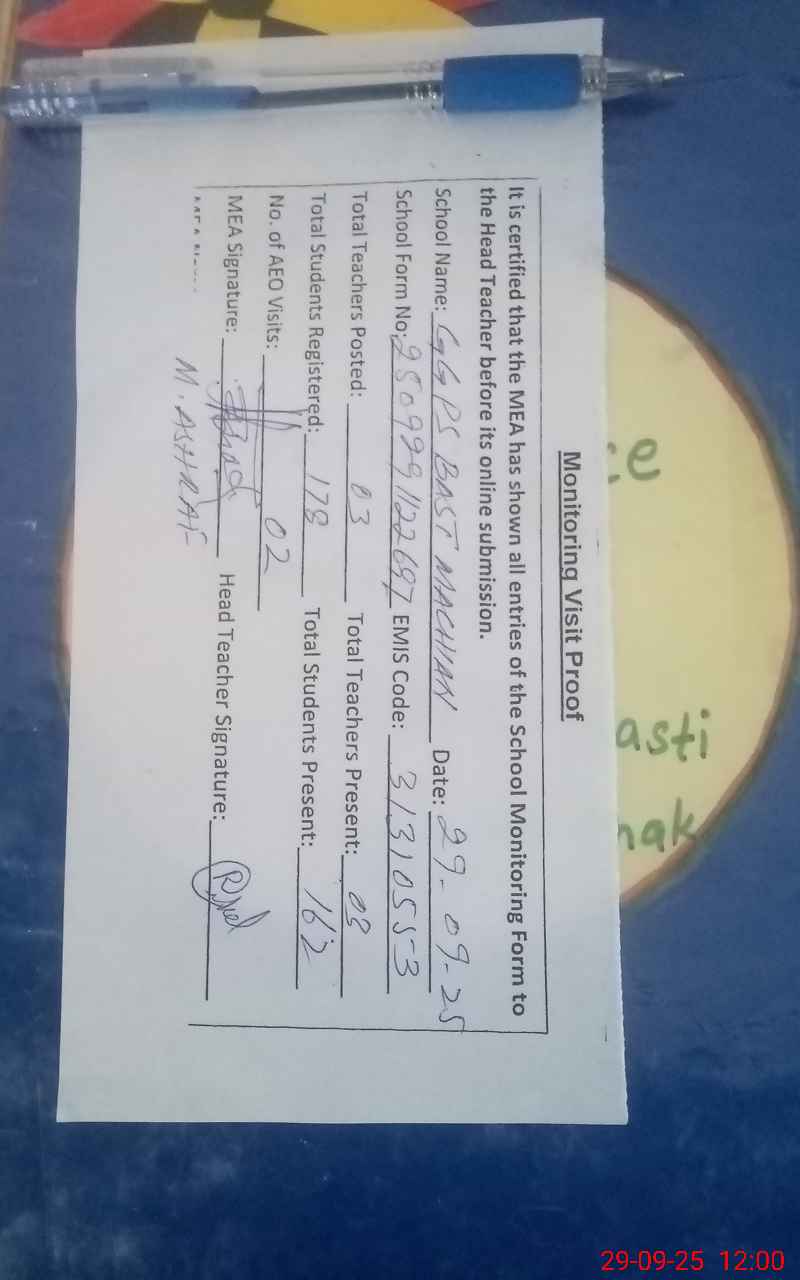 Monitoring Visit Proof
It is certified that the MEA has shown all entries of the School Monitoring Form to
the Head Teacher before its online submission.
School Name: GGPS BASTI MACHIAN Date: 29-09-25
School Form No: 2509291122697 EMIS Code: 31310553
Total Teachers Posted: 03 Total Teachers Present: 03
Total Students Registered: 178 Total Students Present: 162
No. of AEO Visits: 02
MEA Signature: Head Teacher Signature:
M. ASHRAF
asti
nak
29-09-25 12:00